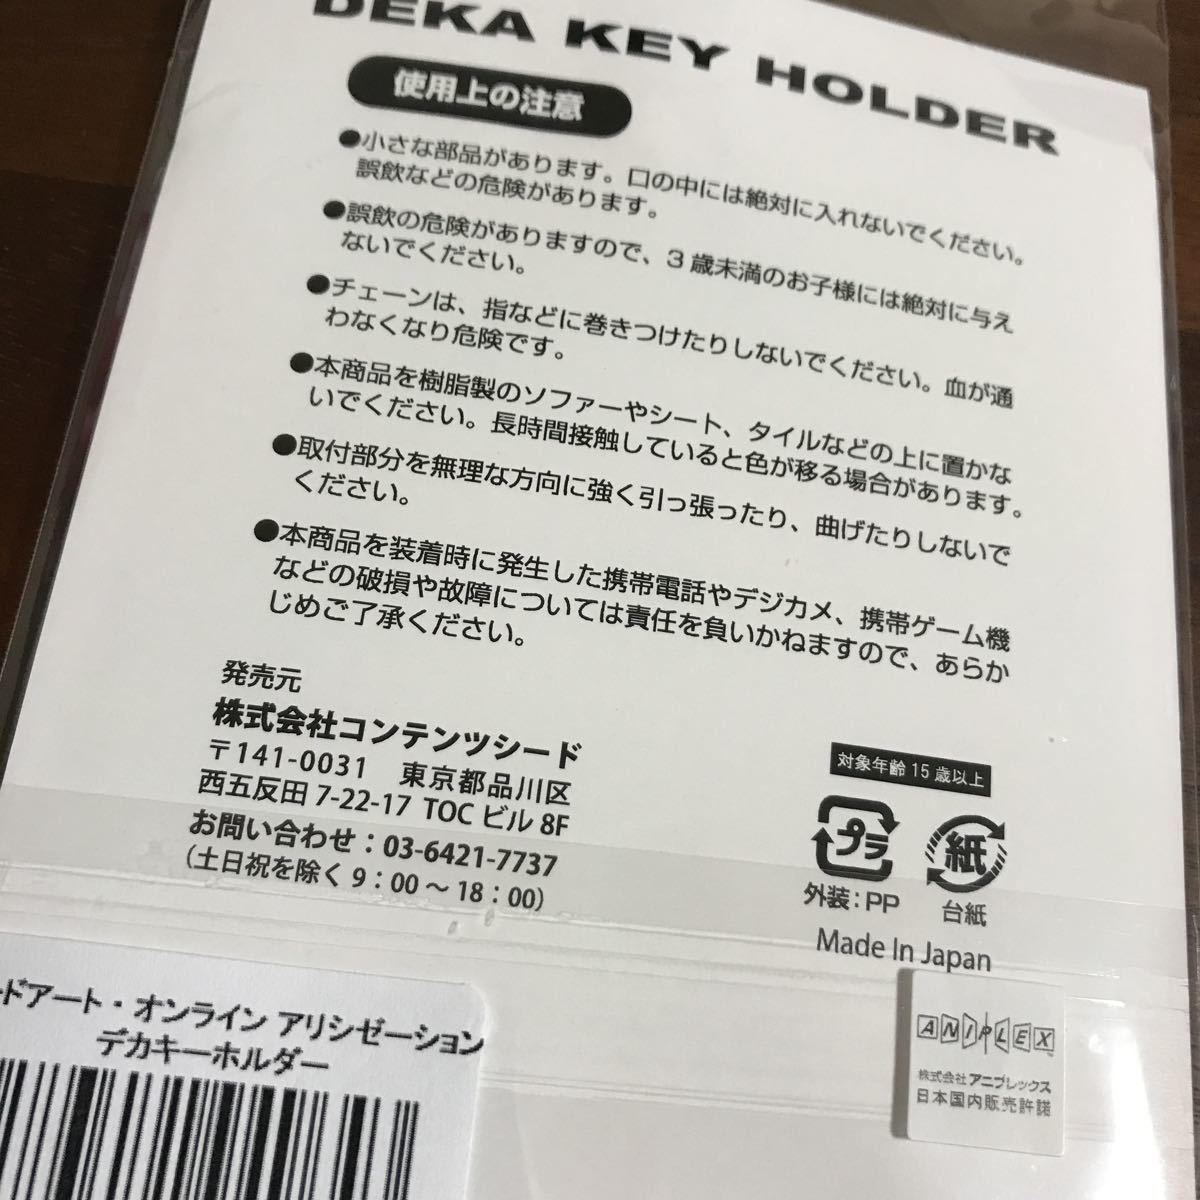 DEKA KEY HOLDER
使用上の注意
●小さな部品があります。口の中には絶対に入れないでください。
誤飲などの危険があります。
●誤飲の危険がありますので、3歳未満のお子様には絶対に与え
ないでください。
●チェーンは、指などに巻きつけたりしないでください。血が通
わなくなり危険です。
●本商品を樹脂製のソファーやシート、タイルなどの上に置かな
いでください。長時間接触していると色が移る場合があります。
●取付部分を無理な方向に強く引っ張ったり、曲げたりしないで
ください。
●本商品を装着時に発生した携帯電話やデジカメ、携帯ゲーム機
などの破損や故障については責任を負いかねますので、あらか
じめご了承ください。
発売元
株式会社コンテンツシード
〒141-0031 東京都品川区
西五反田 7-22-17 TOC ビル 8F
お問い合わせ：03-6421-7737
（土日祝を除く 9：00 〜 18：00）
対象年齢 15 歳以上
プラ
紙
外装：PP
台紙
Made In Japan
ードアート・オンライン アリシゼーション
デカキーホルダー
ANIPLEX
株式会社 アニプレックス
日本国内販売許諾